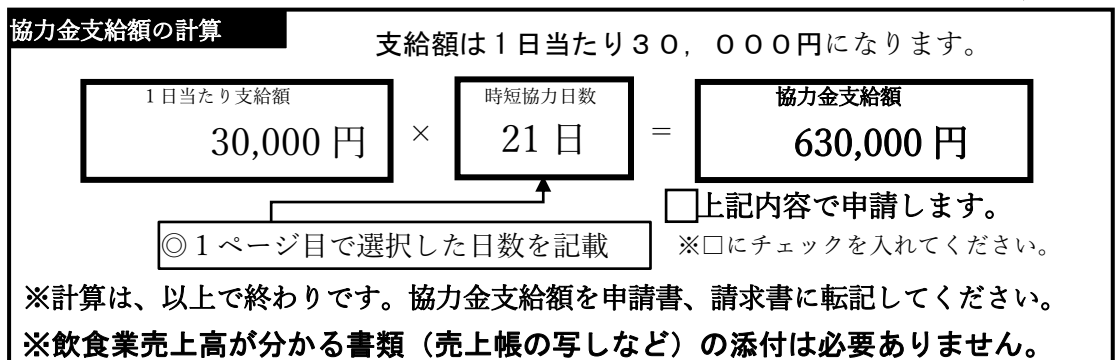 協力金支給額の計算
支給額は1日当たり３０，０００円になります。
1日当たり支給額 時短協力日数 協力金支給額
30,000 円 × 21 日 = 630,000 円
□上記内容で申請します。
◎1ページ目で選択した日数を記載 ※□にチェックを入れてください。
※計算は、以上で終わりです。協力金支給額を申請書、請求書に転記してください。
※飲食業売上高が分かる書類（売上帳の写しなど）の添付は必要ありません。